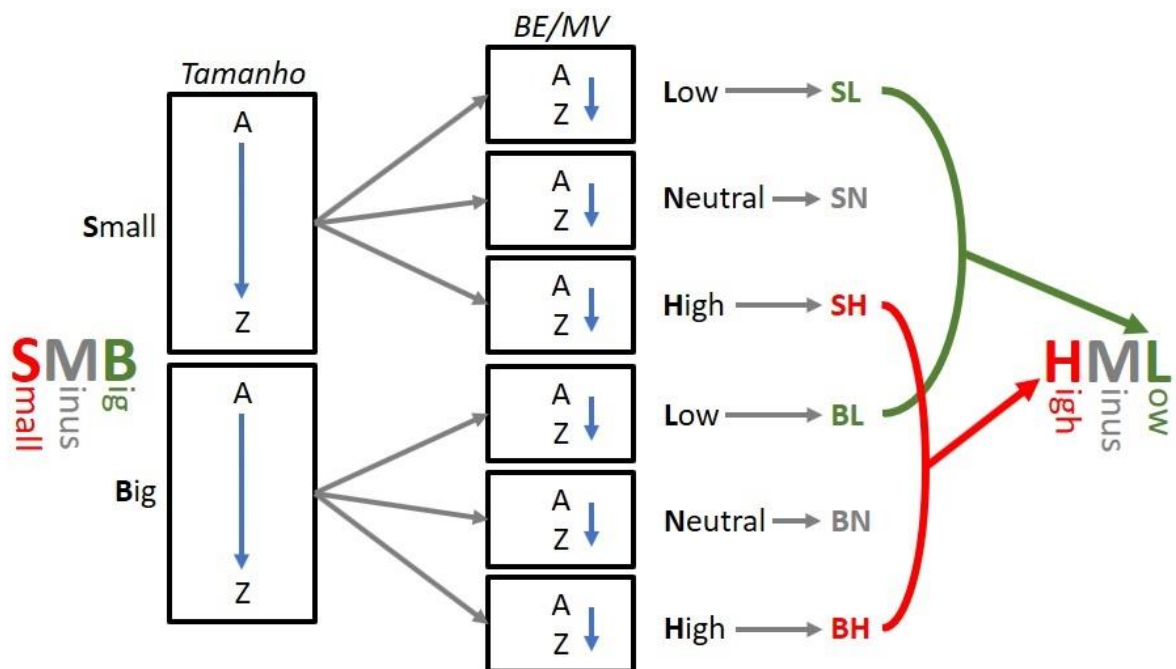 Tamanho
BE/MV
A
Z
Small
A
Z
Low
SL
A
Z
Neutral
SN
A
Z
High
SH
SMB
Small
Minus
Big
A
Z
Big
A
Z
Low
BL
A
Z
Neutral
BN
A
Z
High
BH
HML
High
Minus
Low